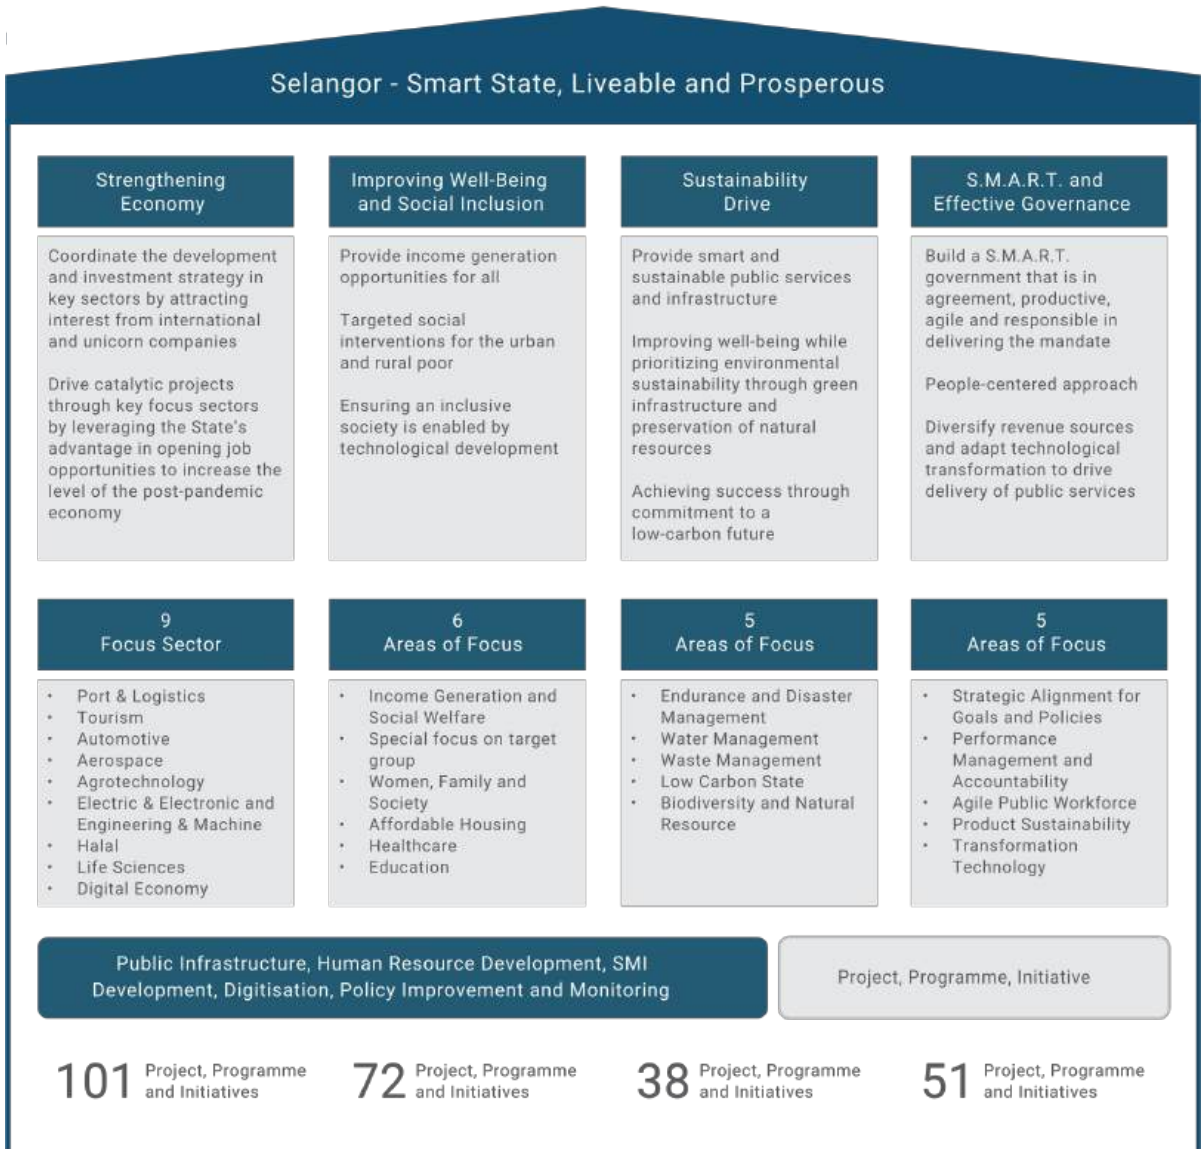 Selangor - Smart State, Liveable and Prosperous
Strengthening
Economy
Coordinate the development
and investment strategy in
key sectors by attracting
interest from international
and unicorn companies
Drive catalytic projects
through key focus sectors
by leveraging the State's
advantage in opening job
opportunities to increase the
level of the post-pandemic
economy
Improving Well-Being
and Social Inclusion
Provide income generation
opportunities for all
Targeted social
interventions for the urban
and rural poor
Ensuring an inclusive
society is enabled by
technological development
Sustainability
Drive
Provide smart and
sustainable public services
and infrastructure
Improving well-being while
prioritizing environmental
sustainability through green
infrastructure and
preservation of natural
resources
Achieving success through
commitment to a
low-carbon future
S.M.A.R.T. and
Effective Governance
Build a S.M.A.R.T.
government that is in
agreement, productive,
agile and responsible in
delivering the mandate
People-centered approach
Diversify revenue sources
and adapt technological
transformation to drive
delivery of public services
9
Focus Sector
• Port & Logistics
• Tourism
• Automotive
• Aerospace
• Agrotechnology
• Electric & Electronic and
Engineering & Machine
• Halal
• Life Sciences
• Digital Economy
6
Areas of Focus
• Income Generation and
Social Welfare
• Special focus on target
group
• Women, Family and
Society
• Affordable Housing
• Healthcare
• Education
5
Areas of Focus
• Endurance and Disaster
Management
• Water Management
• Waste Management
• Low Carbon State
• Biodiversity and Natural
Resource
5
Areas of Focus
• Strategic Alignment for
Goals and Policies
• Performance
Management and
Accountability
• Agile Public Workforce
• Product Sustainability
• Transformation
Technology
Public Infrastructure, Human Resource Development, SMI
Development, Digitisation, Policy Improvement and Monitoring
Project, Programme, Initiative
101 Project, Programme
and Initiatives
72 Project, Programme
and Initiatives
38 Project, Programme
and Initiatives
51 Project, Programme
and Initiatives